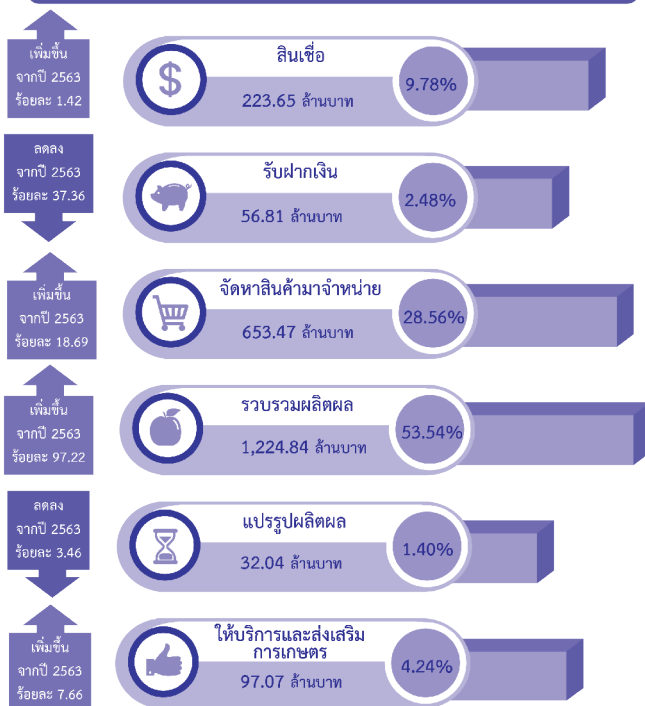 เพิ่มขึ้น
จากปี 2563
ร้อยละ 1.42
$
สินเชื่อ
223.65 ล้านบาท
9.78%
ลดลง
จากปี 2563
ร้อยละ 37.36
รับฝากเงิน
56.81 ล้านบาท
2.48%
เพิ่มขึ้น
จากปี 2563
ร้อยละ 18.69
จัดหาสินค้ามาจำหน่าย
653.47 ล้านบาท
28.56%
เพิ่มขึ้น
จากปี 2563
ร้อยละ 97.22
รวบรวมผลิตผล
1,224.84 ล้านบาท
53.54%
ลดลง
จากปี 2563
ร้อยละ 3.46
แปรรูปผลิตผล
32.04 ล้านบาท
1.40%
เพิ่มขึ้น
จากปี 2563
ร้อยละ 7.66
ให้บริการและส่งเสริม
การเกษตร
97.07 ล้านบาท
4.24%